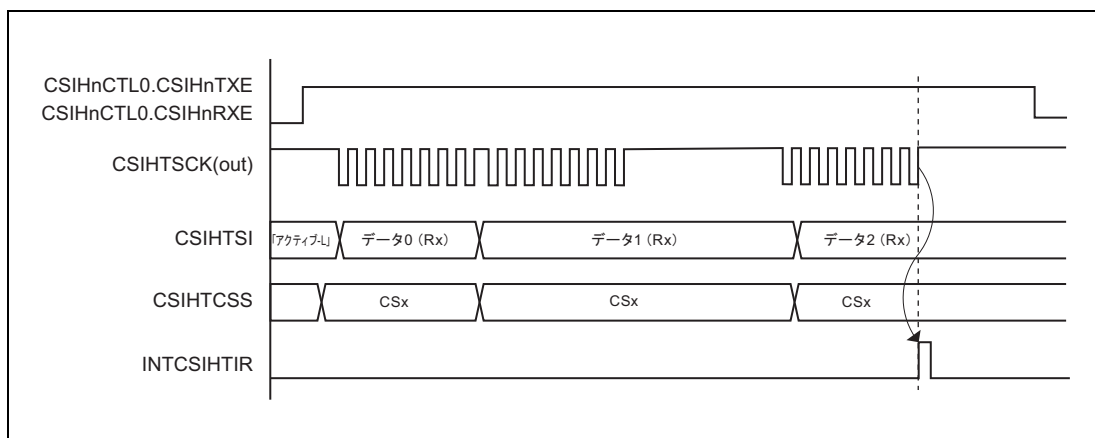 CSIHnCTL0.CSIHnTXE
CSIHnCTL0.CSIHnRXE
CSIHTSCK(out)
CSIHTSI
「アクティブ-L」 データ0 (Rx) データ1 (Rx) データ2 (Rx)
CSIHTCSS
CSx CSx CSx
INTCSIHTIR